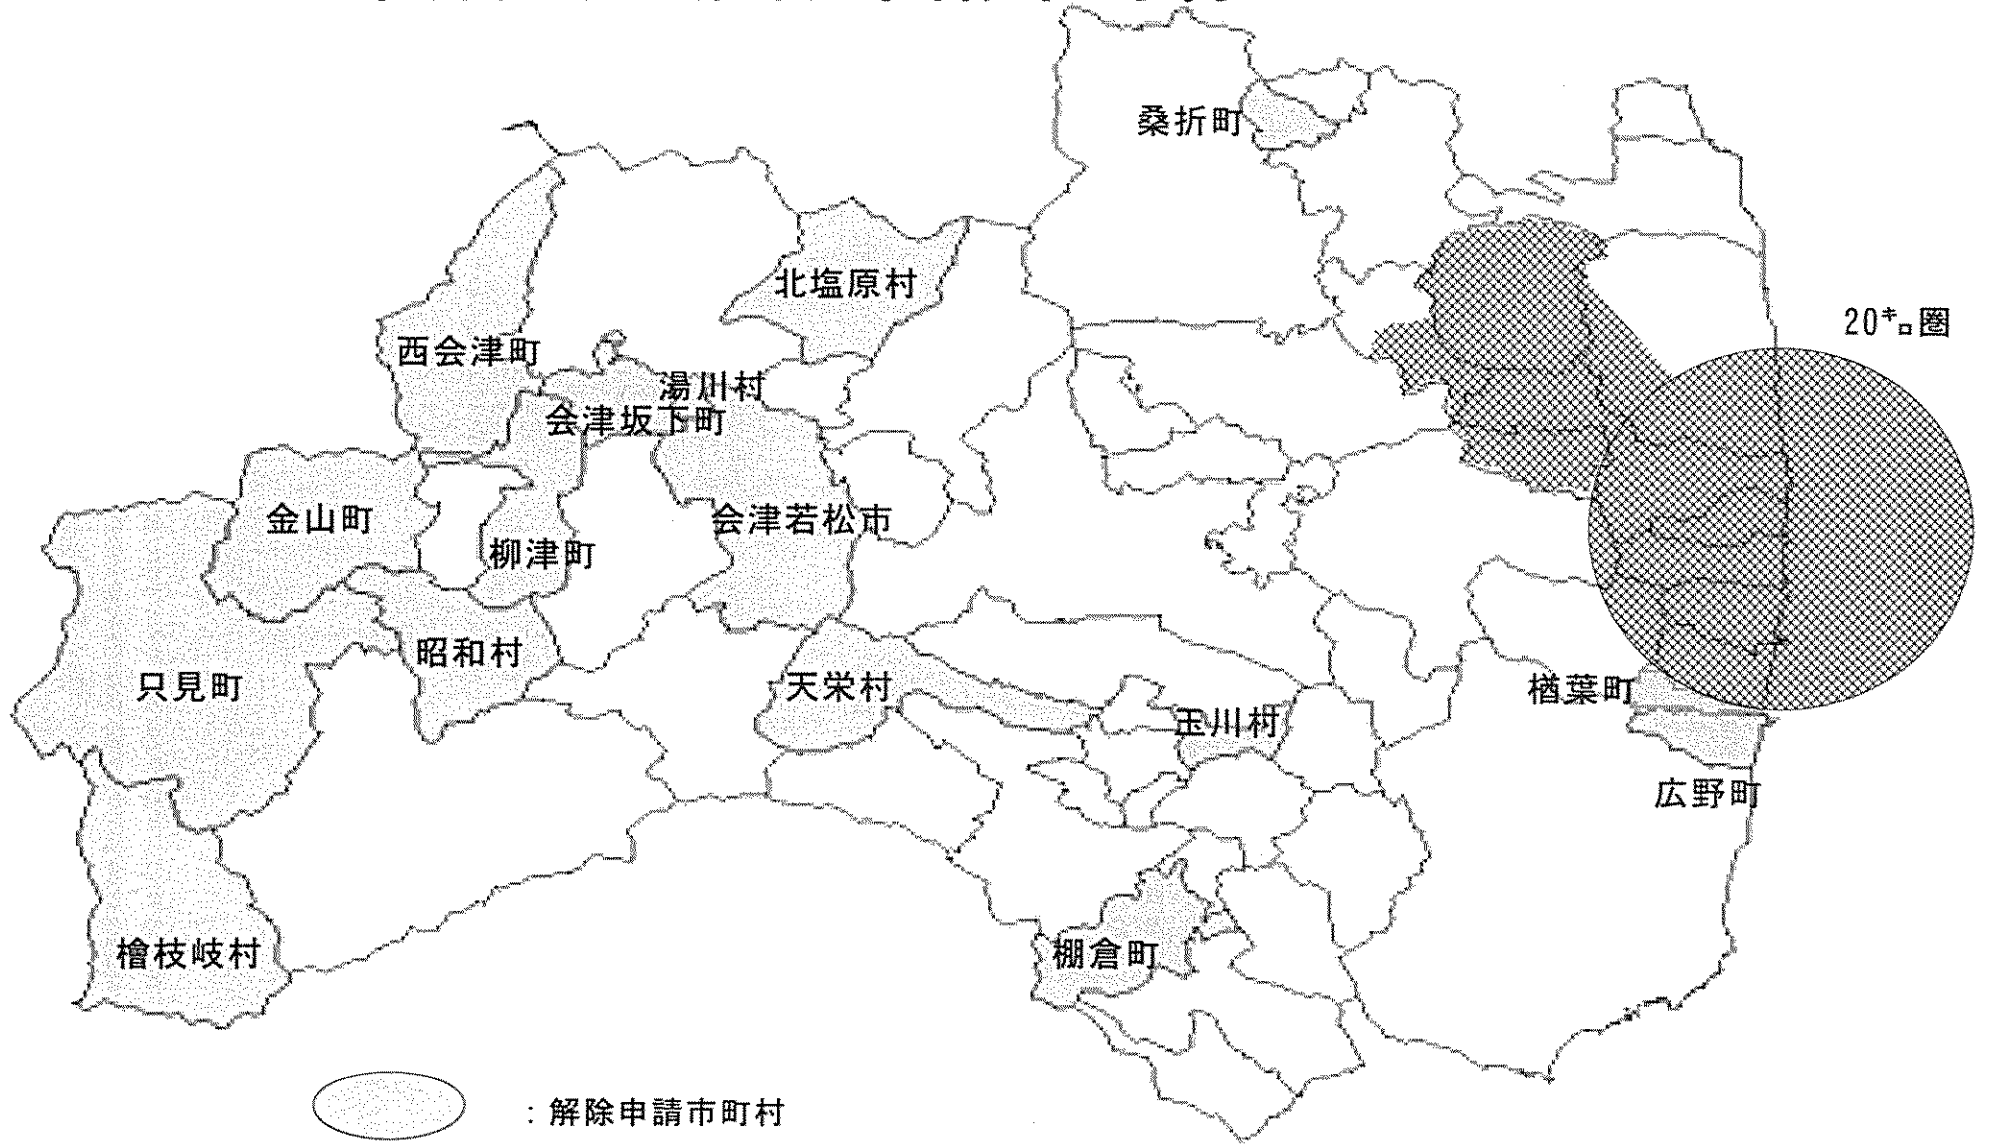 桑折町
北塩原村
20㌔圏
西会津町
湯川村
会津坂下町
金山町
会津若松市
柳津町
昭和村
只見町
天栄村
楢葉町
玉川村
広野町
檜枝岐村
棚倉町
：解除申請市町村